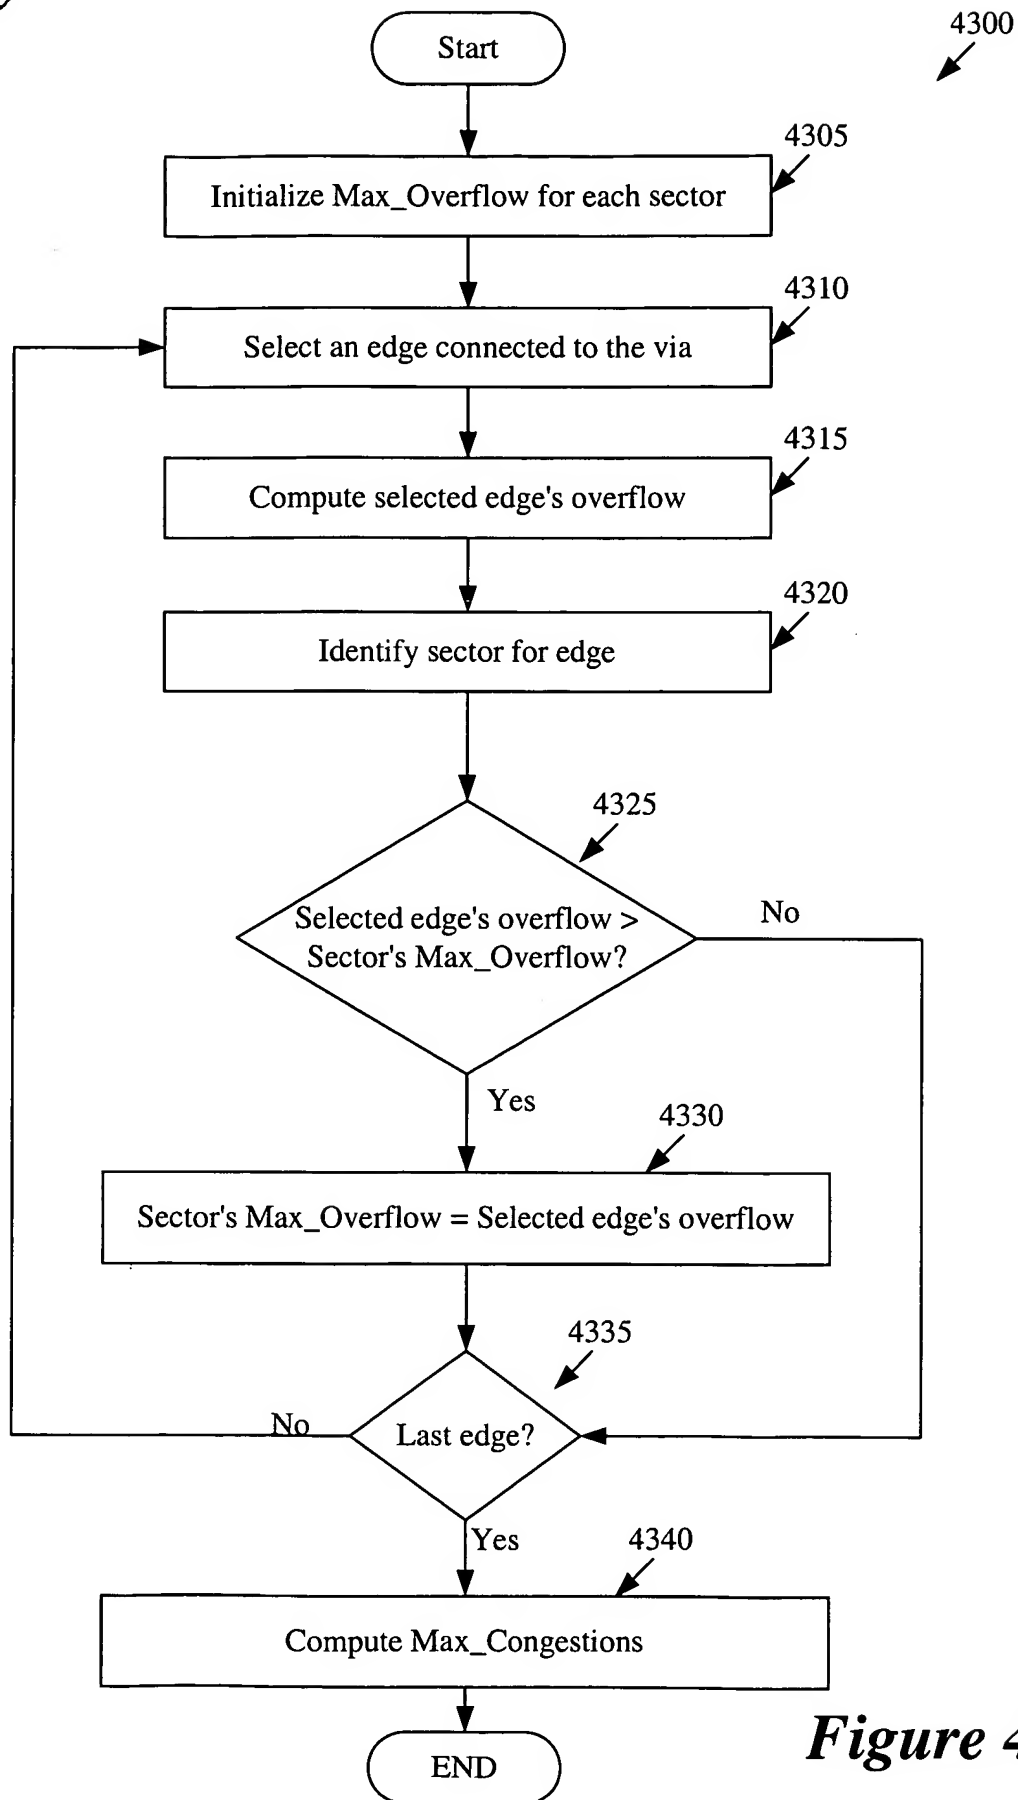 Start
4300
4305
Initialize Max_Overflow for each sector
4310
Select an edge connected to the via
4315
Compute selected edge's overflow
4320
Identify sector for edge
4325
Selected edge's overflow >
Sector's Max_Overflow?
No
Yes
4330
Sector's Max_Overflow = Selected edge's overflow
4335
No
Last edge?
Yes
4340
Compute Max_Congestions
END
Figure 4